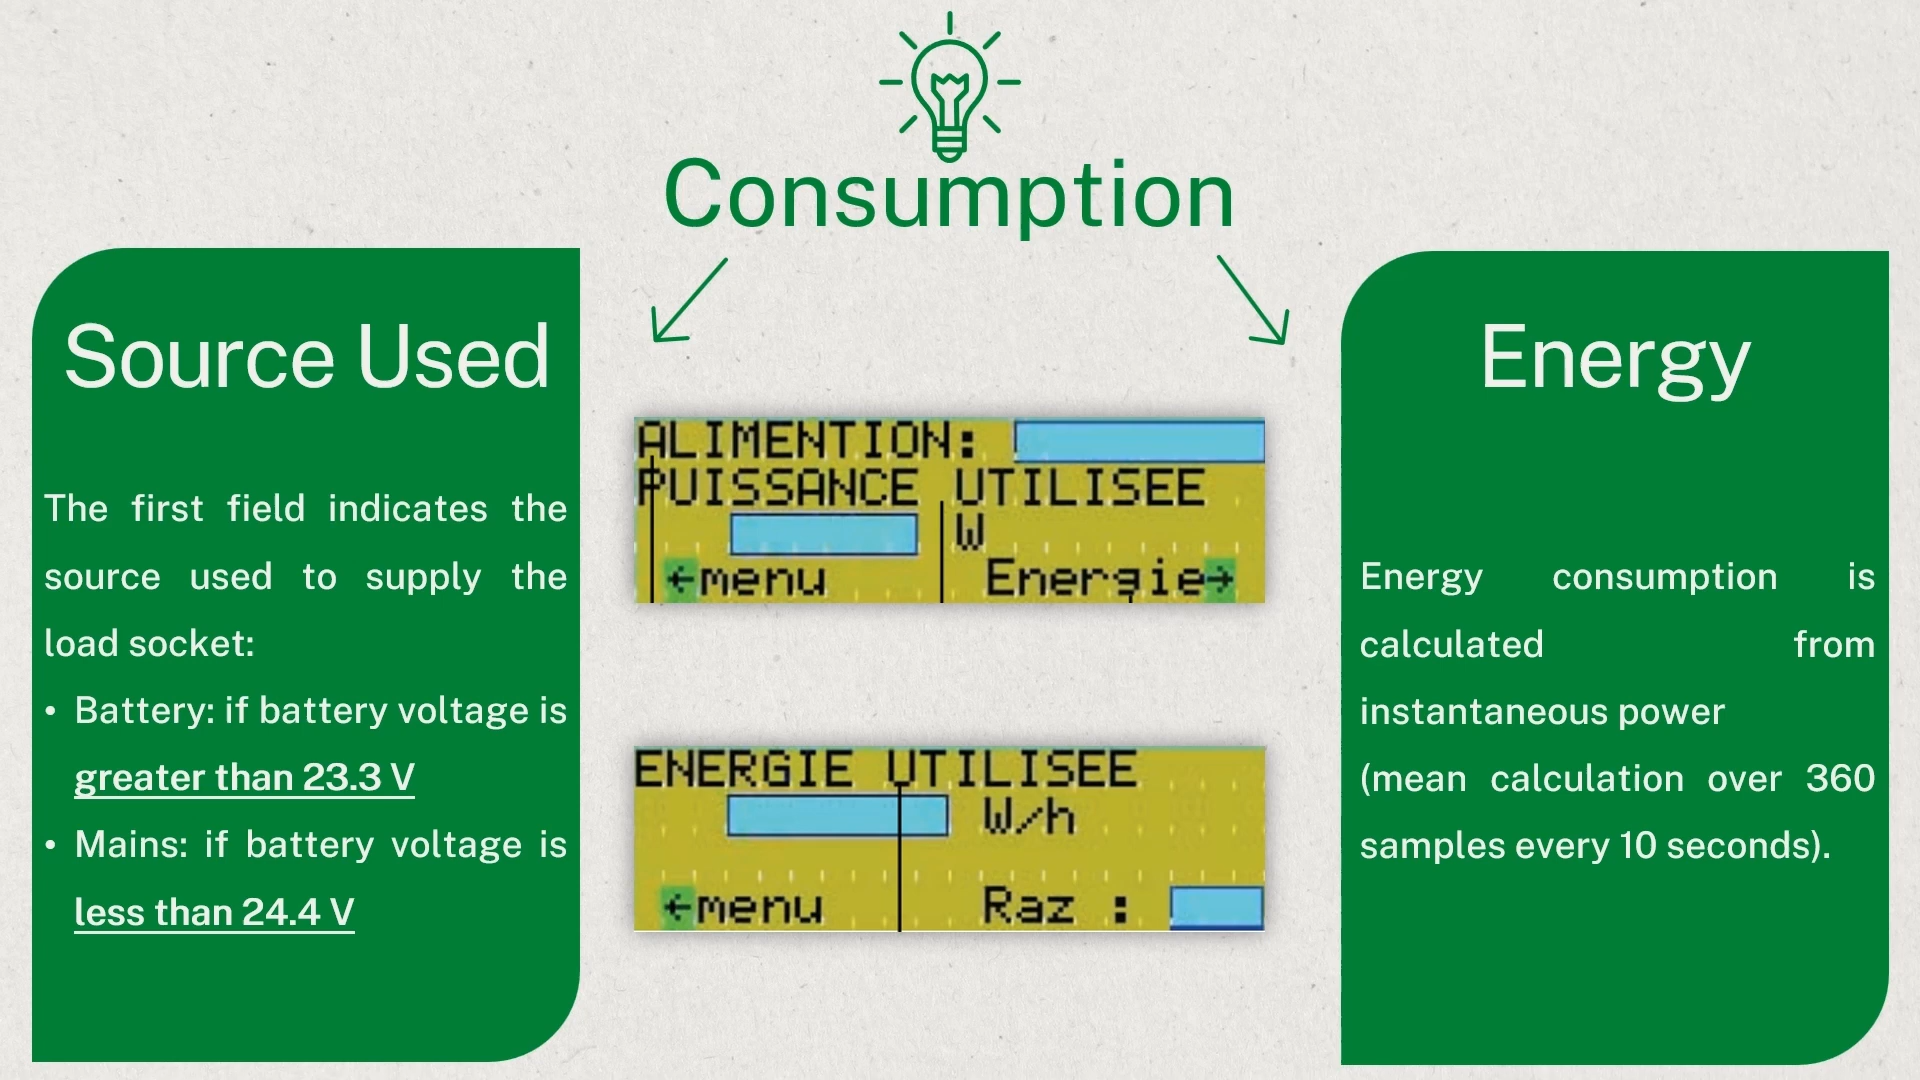 Consumption
Source Used
The first field indicates the
source used to supply the
load socket:
• Battery: if battery voltage is
greater than 23.3 V
• Mains: if battery voltage is
less than 24.4 V
ALIMENTION:
PUISSANCE UTILISEE
W
←menu Energie→
ENERGIE UTILISEE
W/h
←menu Raz :
Energy
Energy consumption is
calculated from
instantaneous power
(mean calculation over 360
samples every 10 seconds).